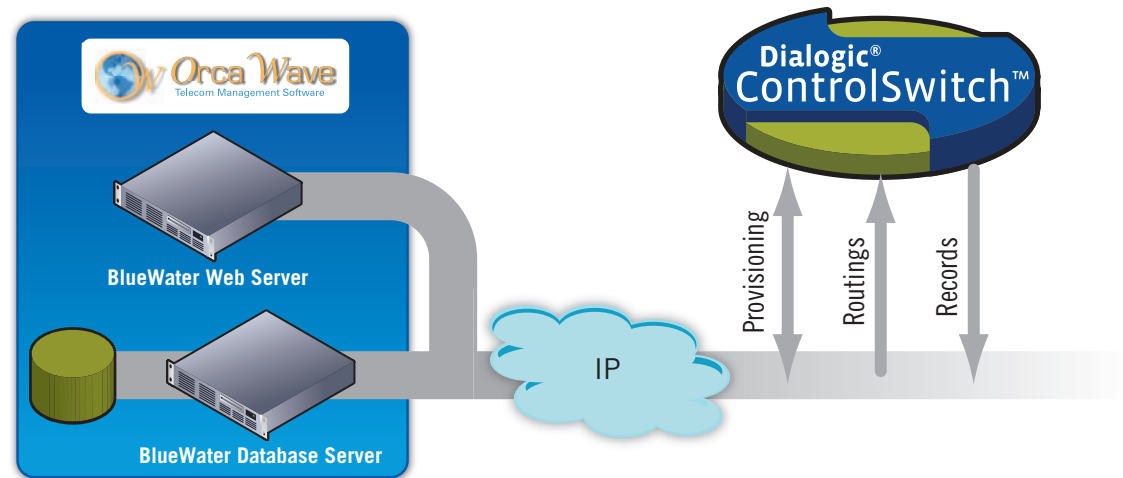 Orca Wave
Telecom Management Software
BlueWater Web Server
BlueWater Database Server
IP
Dialogic®
ControlSwitch™
Provisioning
Routings
Records